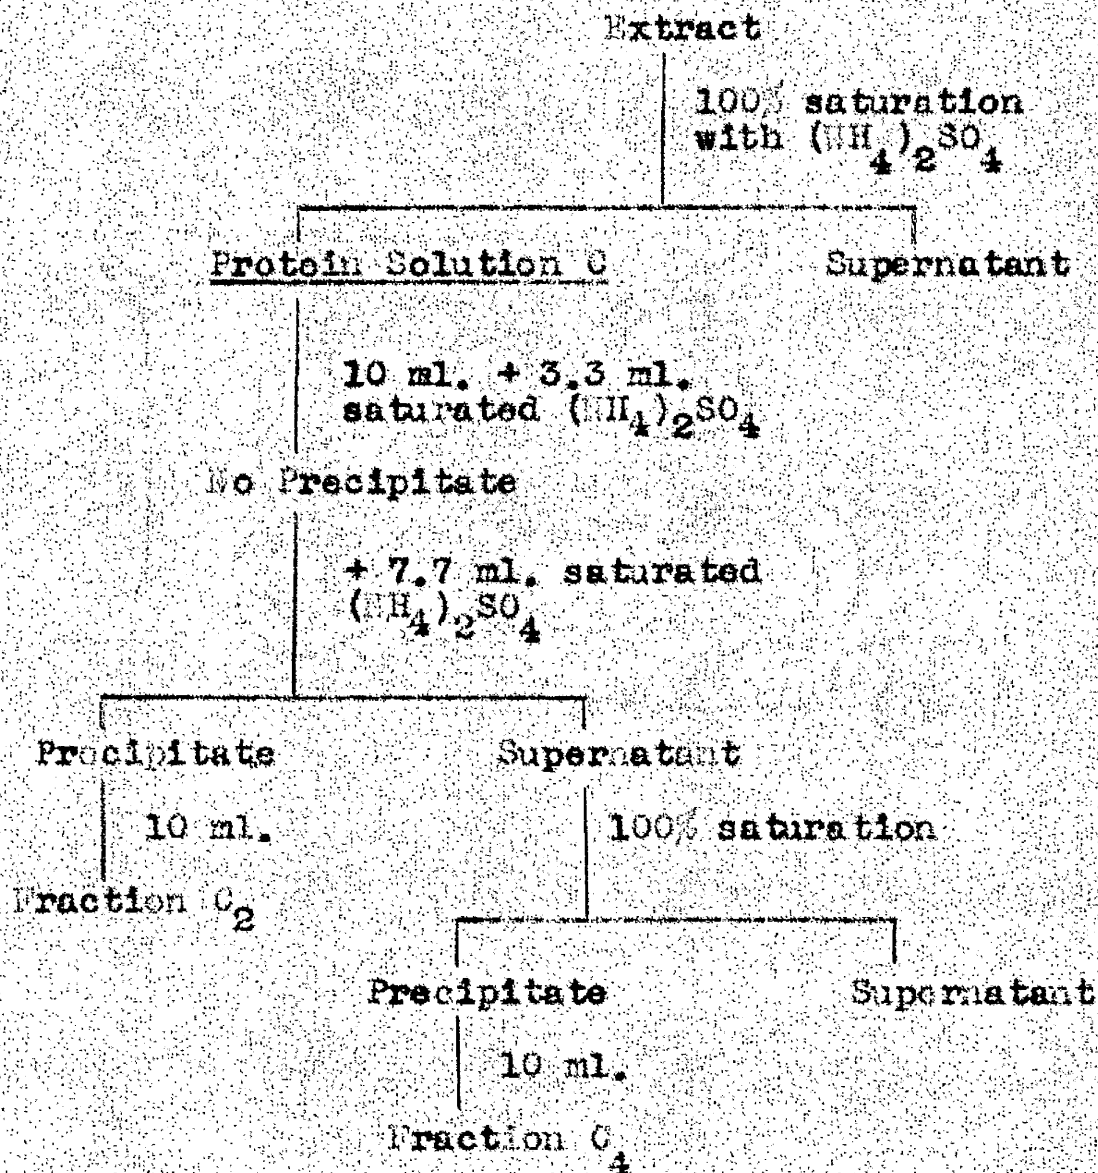 Extract
100% saturation
with (NH4)2SO4
Protein Solution C
Supernatant
10 ml. + 3.3 ml.
saturated (NH4)2SO4
No Precipitate
+ 7.7 ml. saturated
(NH4)2SO4
Precipitate
Supernatant
10 ml.
100% saturation
Fraction C2
Precipitate
Supernatant
10 ml.
Fraction C4